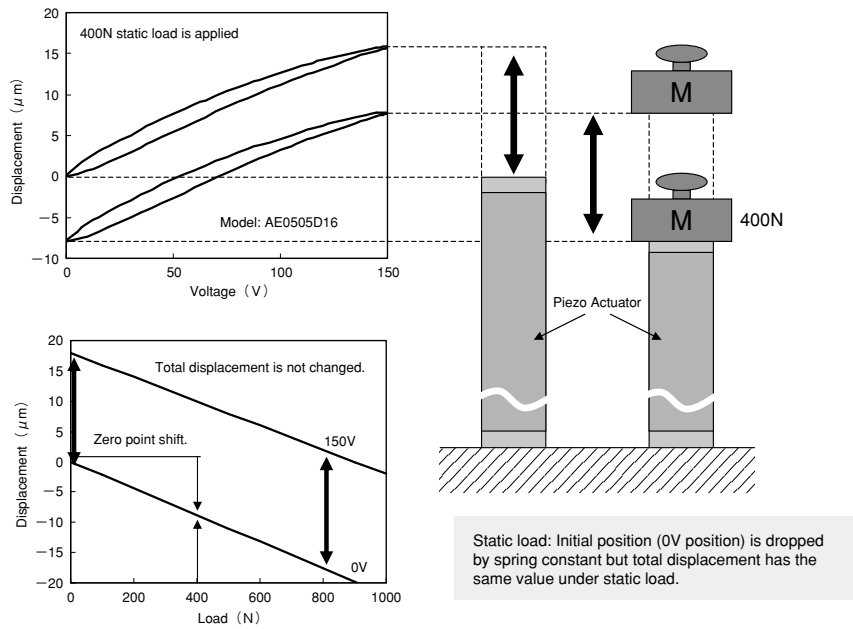 20
15
10
5
0
−5
−10
Displacement（μm）
400N static load is applied
Model: AE0505D16
0 50 100 150
Voltage（V）
M
M
400N
Piezo Actuator
20
15
10
5
0
−5
−10
−15
−20
Displacement（μm）
Total displacement is not changed.
Zero point shift.
150V
0V
0 200 400 600 800 1000
Load（N）
Static load: Initial position (0V position) is dropped
by spring constant but total displacement has the
same value under static load.